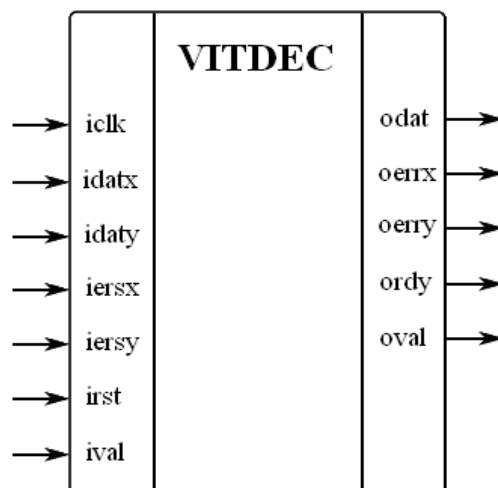 VITDEC
iclk
idatx
idaty
iersx
iersy
irst
ival
odat
oerrx
oerry
ordy
oval